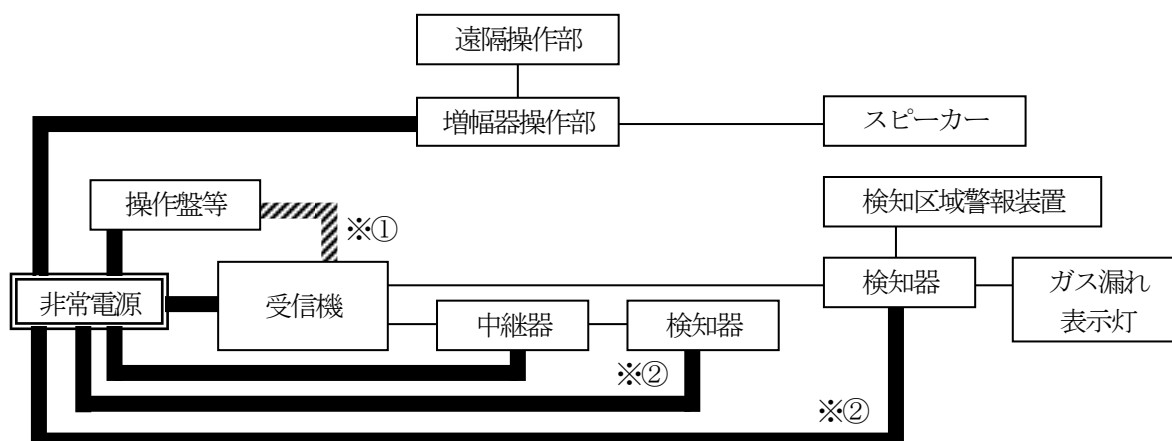 遠隔操作部
増幅器操作部
スピーカー
操作盤等
※①
検知区域警報装置
非常電源
受信機
中継器
検知器
検知器
ガス漏れ
表示灯
※②
※②